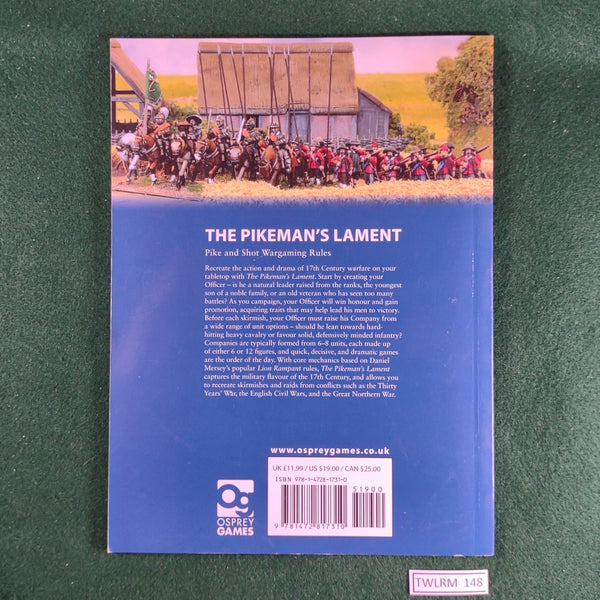 THE PIKEMAN'S LAMENT
Pike and Shot Wargaming Rules
Recreate the action and drama of 17th Century warfare on your
tabletop with The Pikeman's Lament. Start by creating your
Officer – is he a natural leader raised from the ranks, the youngest
son of a noble family, or an old veteran who has seen too many
battles? As you campaign, your Officer will win honour and gain
promotion, acquiring traits that may help lead his men to victory.
Before each skirmish, your Officer must raise his Company from
a wide range of unit options – should he lean towards hard-
hitting heavy cavalry or favour solid, defensively minded infantry?
Companies are typically formed from 6–8 units, each made up
of either 6 or 12 figures, and quick, decisive, and dramatic games
are the order of the day. With core mechanics based on Daniel
Mersey's popular Lion Rampant rules, The Pikeman's Lament
captures the military flavour of the 17th Century, and allows you
to recreate skirmishes and raids from conflicts such as the Thirty
Years' War, the English Civil Wars, and the Great Northern War.
www.ospreygames.co.uk
UK £11.99 / US $19.00 / CAN $25.00
ISBN 978-1-4728-1731-0
51900
9 781472 817310
og
OSPREY
GAMES
TWLRM 148